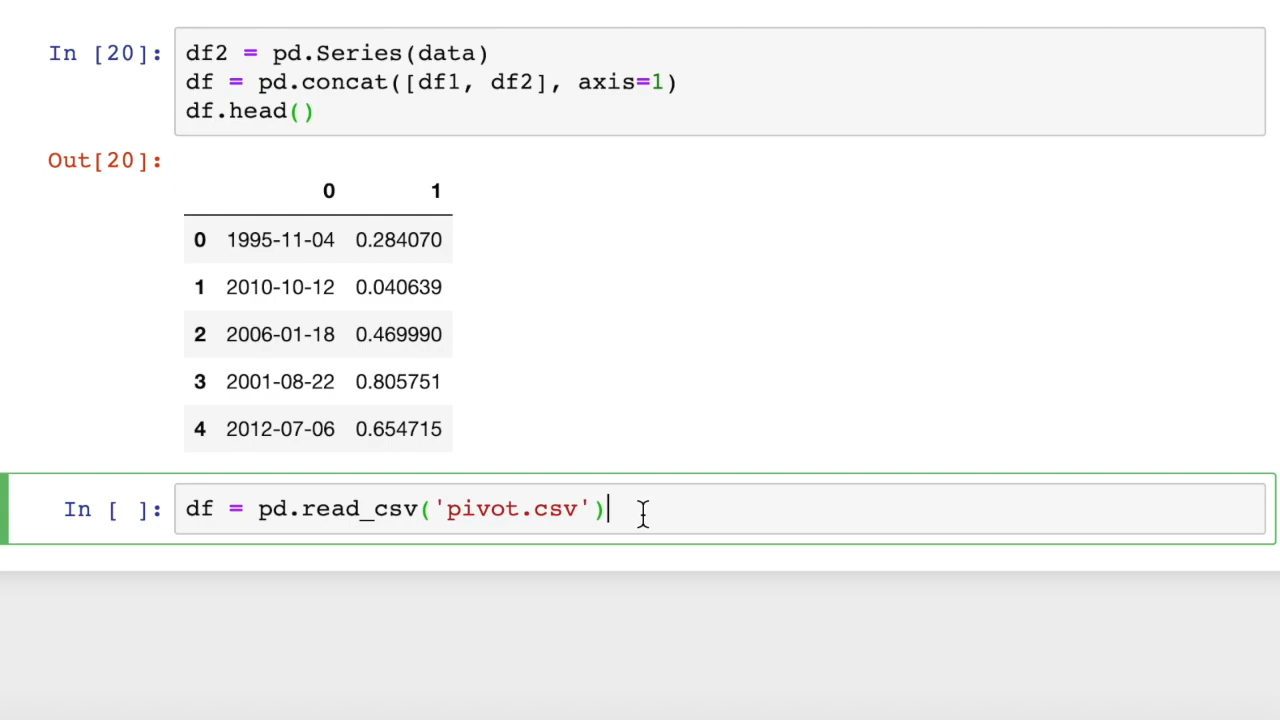 In [20]: df2 = pd.Series(data)
df = pd.concat([df1, df2], axis=1)
df.head()
Out[20]:
0 1
0 1995-11-04 0.284070
1 2010-10-12 0.040639
2 2006-01-18 0.469990
3 2001-08-22 0.805751
4 2012-07-06 0.654715
In [ ]: df = pd.read_csv('pivot.csv')